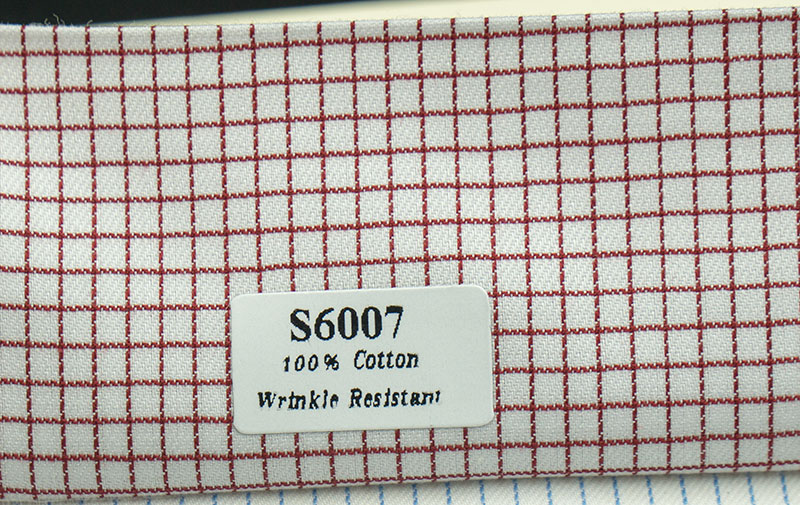 S6007
100% Cotton
Wrinkle Resistant